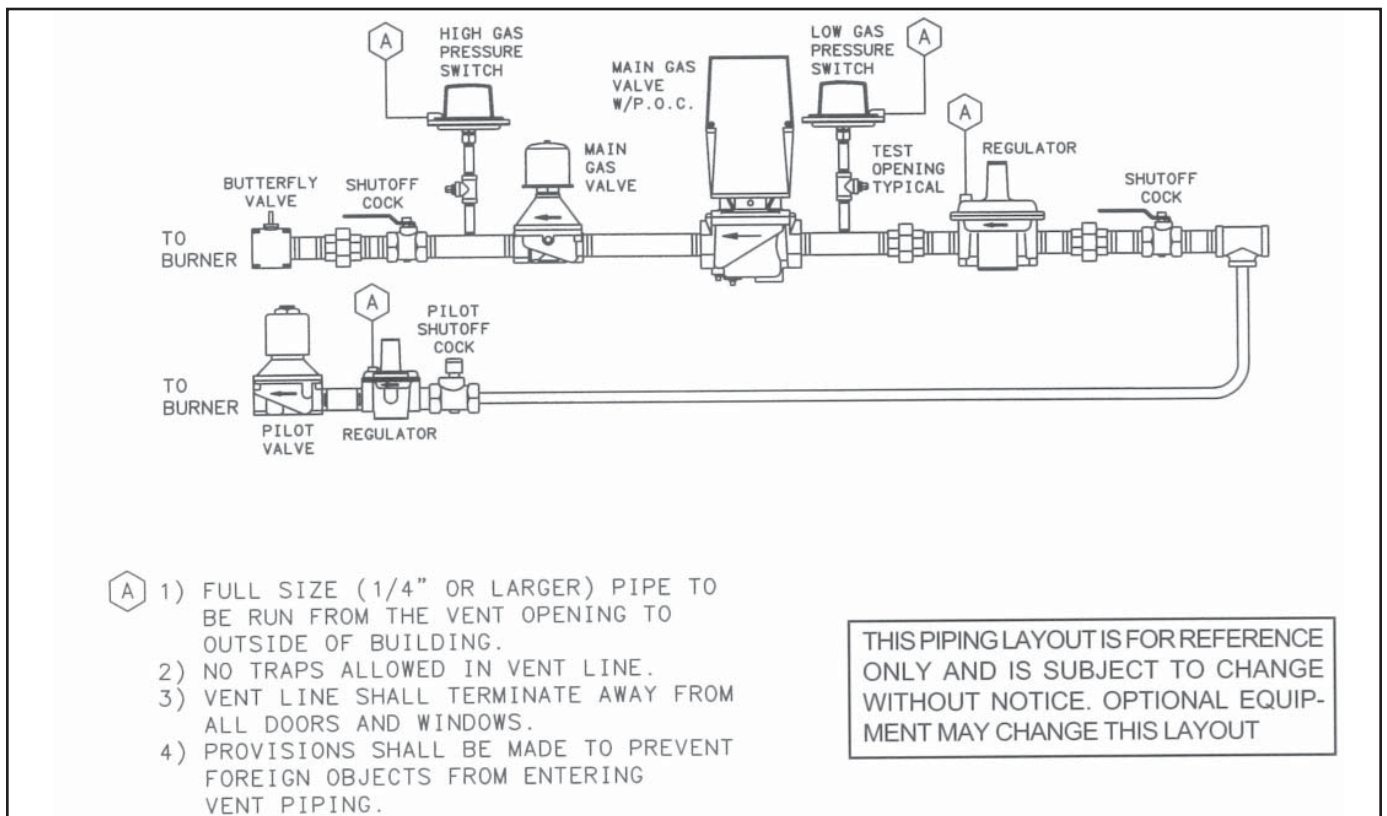 A
HIGH GAS
PRESSURE
SWITCH
MAIN GAS
VALVE
W/P.O.C.
LOW GAS
PRESSURE
SWITCH
A
A
MAIN
GAS
VALVE
TEST
OPENING
TYPICAL
REGULATOR
BUTTERFLY
VALVE
SHUTOFF
COCK
SHUTOFF
COCK
TO
BURNER
A
PILOT
SHUTOFF
COCK
TO
BURNER
PILOT
VALVE
REGULATOR
A 1) FULL SIZE (1/4" OR LARGER) PIPE TO
BE RUN FROM THE VENT OPENING TO
OUTSIDE OF BUILDING.
2) NO TRAPS ALLOWED IN VENT LINE.
3) VENT LINE SHALL TERMINATE AWAY FROM
ALL DOORS AND WINDOWS.
4) PROVISIONS SHALL BE MADE TO PREVENT
FOREIGN OBJECTS FROM ENTERING
VENT PIPING.
THIS PIPING LAYOUT IS FOR REFERENCE
ONLY AND IS SUBJECT TO CHANGE
WITHOUT NOTICE. OPTIONAL EQUIP-
MENT MAY CHANGE THIS LAYOUT